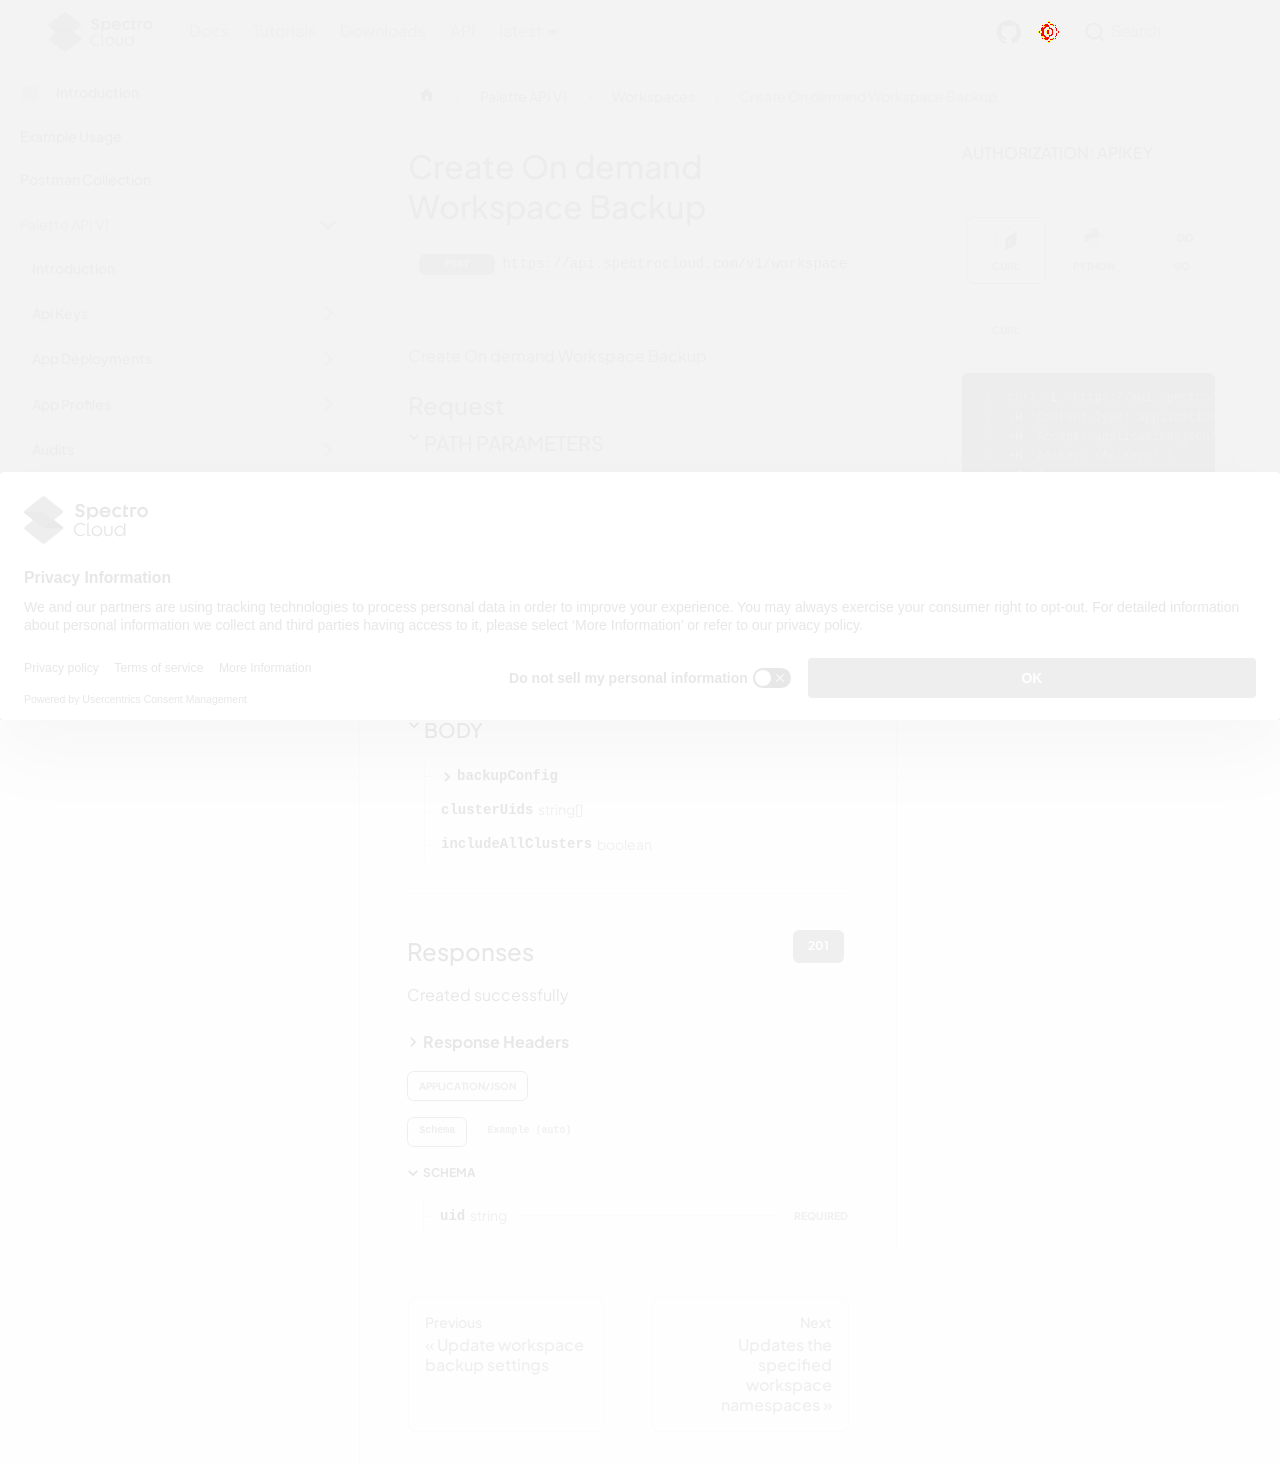 Spectro
Cloud
Docs
Tutorials
Downloads
API
latest
Search
Introduction
Example Usage
Postman Collection
Palette API V1
Introduction
Api Keys
App Deployments
App Profiles
Audits
Palette API V1
Workspaces
Create On demand Workspace Backup
Create On demand
Workspace Backup
POST
https://api.spectrocloud.com/v1/workspace
Create On demand Workspace Backup
Request
PATH PARAMETERS
AUTHORIZATION: APIKEY
CURL
PYTHON
GO
CURL
Spectro
Cloud
Privacy Information
We and our partners are using tracking technologies to process personal data in order to improve your experience. You may always exercise your consumer right to opt-out. For detailed information
about personal information we collect and third parties having access to it, please select 'More Information' or refer to our privacy policy.
Privacy policy
Terms of service
More Information
Powered by Usercentrics Consent Management
Do not sell my personal information
OK
BODY
backupConfig
clusterUids string[]
includeAllClusters boolean
Responses
201
Created successfully
Response Headers
APPLICATION/JSON
Schema
Example (auto)
SCHEMA
uid string
REQUIRED
Previous
« Update workspace
backup settings
Next
Updates the
specified
workspace
namespaces »